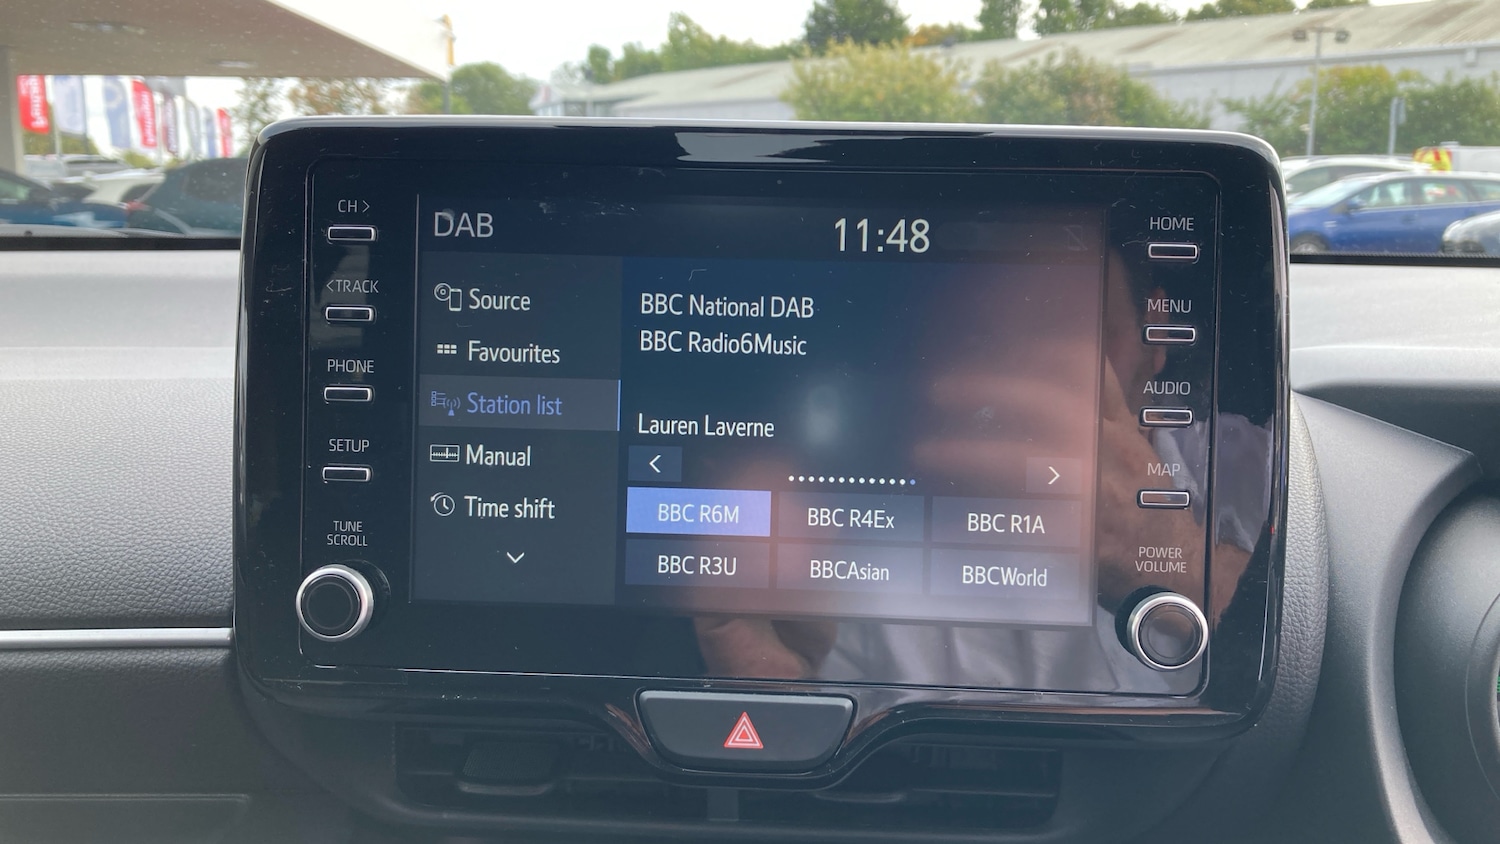 CH >
< TRACK
PHONE
SETUP
TUNE
SCROLL
DAB
11:48
Source
Favourites
Station list
Manual
Time shift
BBC National DAB
BBC Radio6Music
Lauren Laverne
<
>
BBC R6M
BBC R4Ex
BBC R1A
BBC R3U
BBCAsian
BBCWorld
HOME
MENU
AUDIO
MAP
POWER
VOLUME